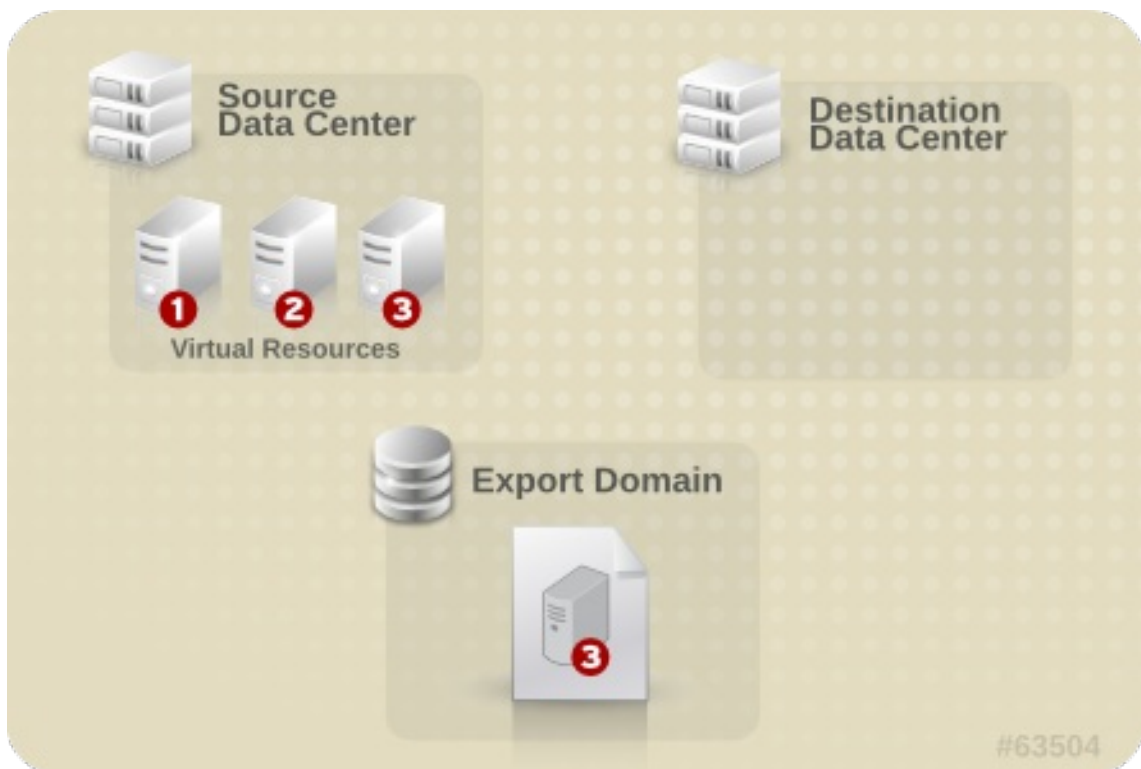 Source
Data Center
Destination
Data Center
1
2
3
Virtual Resources
Export Domain
3
#63504